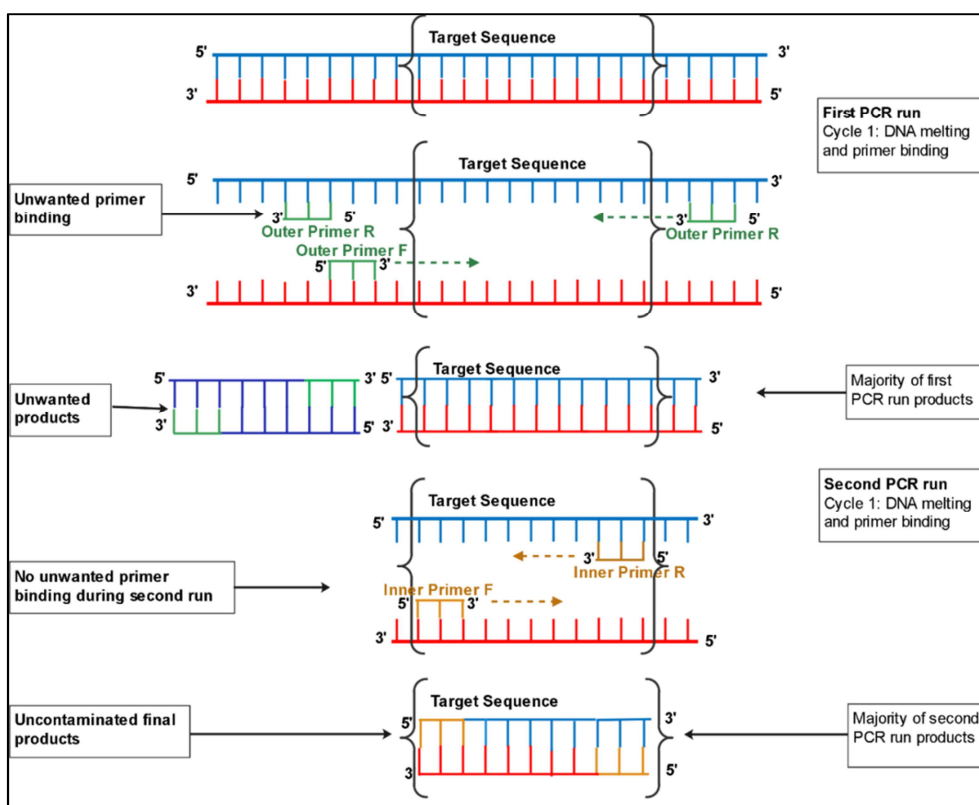 Target Sequence
5' 3'
3' 5'
First PCR run
Cycle 1: DNA melting
and primer binding
Target Sequence
5' 3'
Unwanted primer
binding
3' 5' 3' 5'
Outer Primer R Outer Primer R
Outer Primer F
5' 3'
3' 5'
Target Sequence
5' 3' 5' 3'
Unwanted
products
Majority of first
PCR run products
3' 5' 5'
Second PCR run
Cycle 1: DNA melting
and primer binding
Target Sequence
5' 3'
3' 5'
Inner Primer R
No unwanted primer
binding during second run
Inner Primer F
5' 3'
3' 5'
Target Sequence
5' 3'
Uncontaminated final
products
Majority of second
PCR run products
3 5'